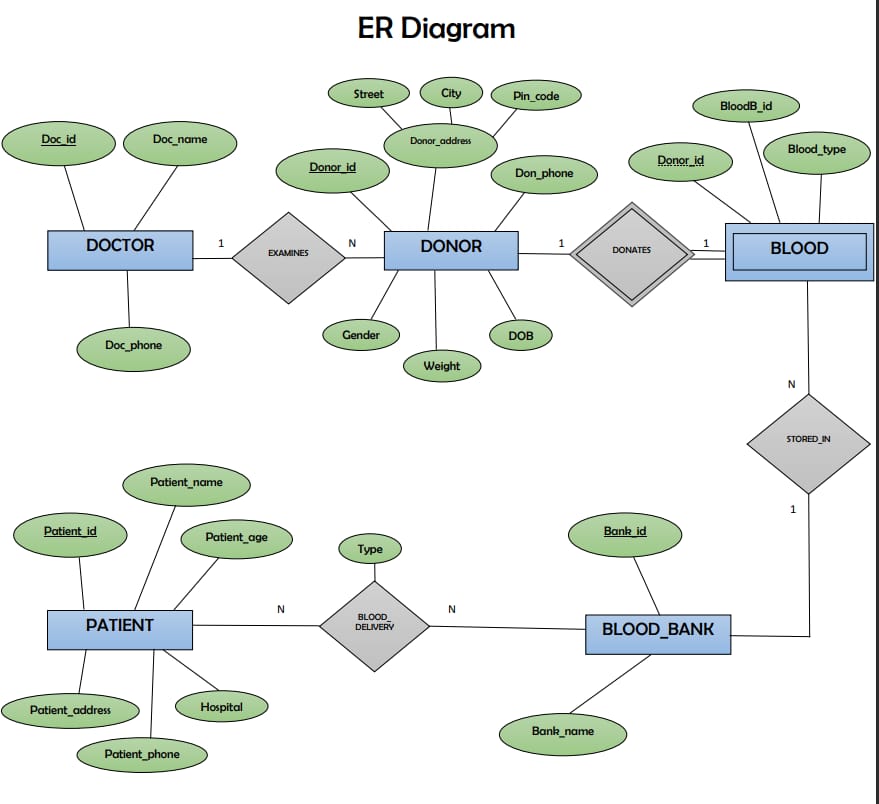 ER Diagram
Street
City
Pin_code
BloodB_id
Doc_id
Doc_name
Donor_address
Donor_id
Blood_type
Donor_id
Don_phone
DOCTOR
1
EXAMINES
N
DONOR
1
DONATES
1
BLOOD
Doc_phone
Gender
Weight
DOB
N
STORED_IN
1
Patient_name
Patient_id
Patient_age
Type
Bank_id
PATIENT
N
BLOOD_
DELIVERY
N
BLOOD_BANK
Patient_address
Hospital
Patient_phone
Bank_name